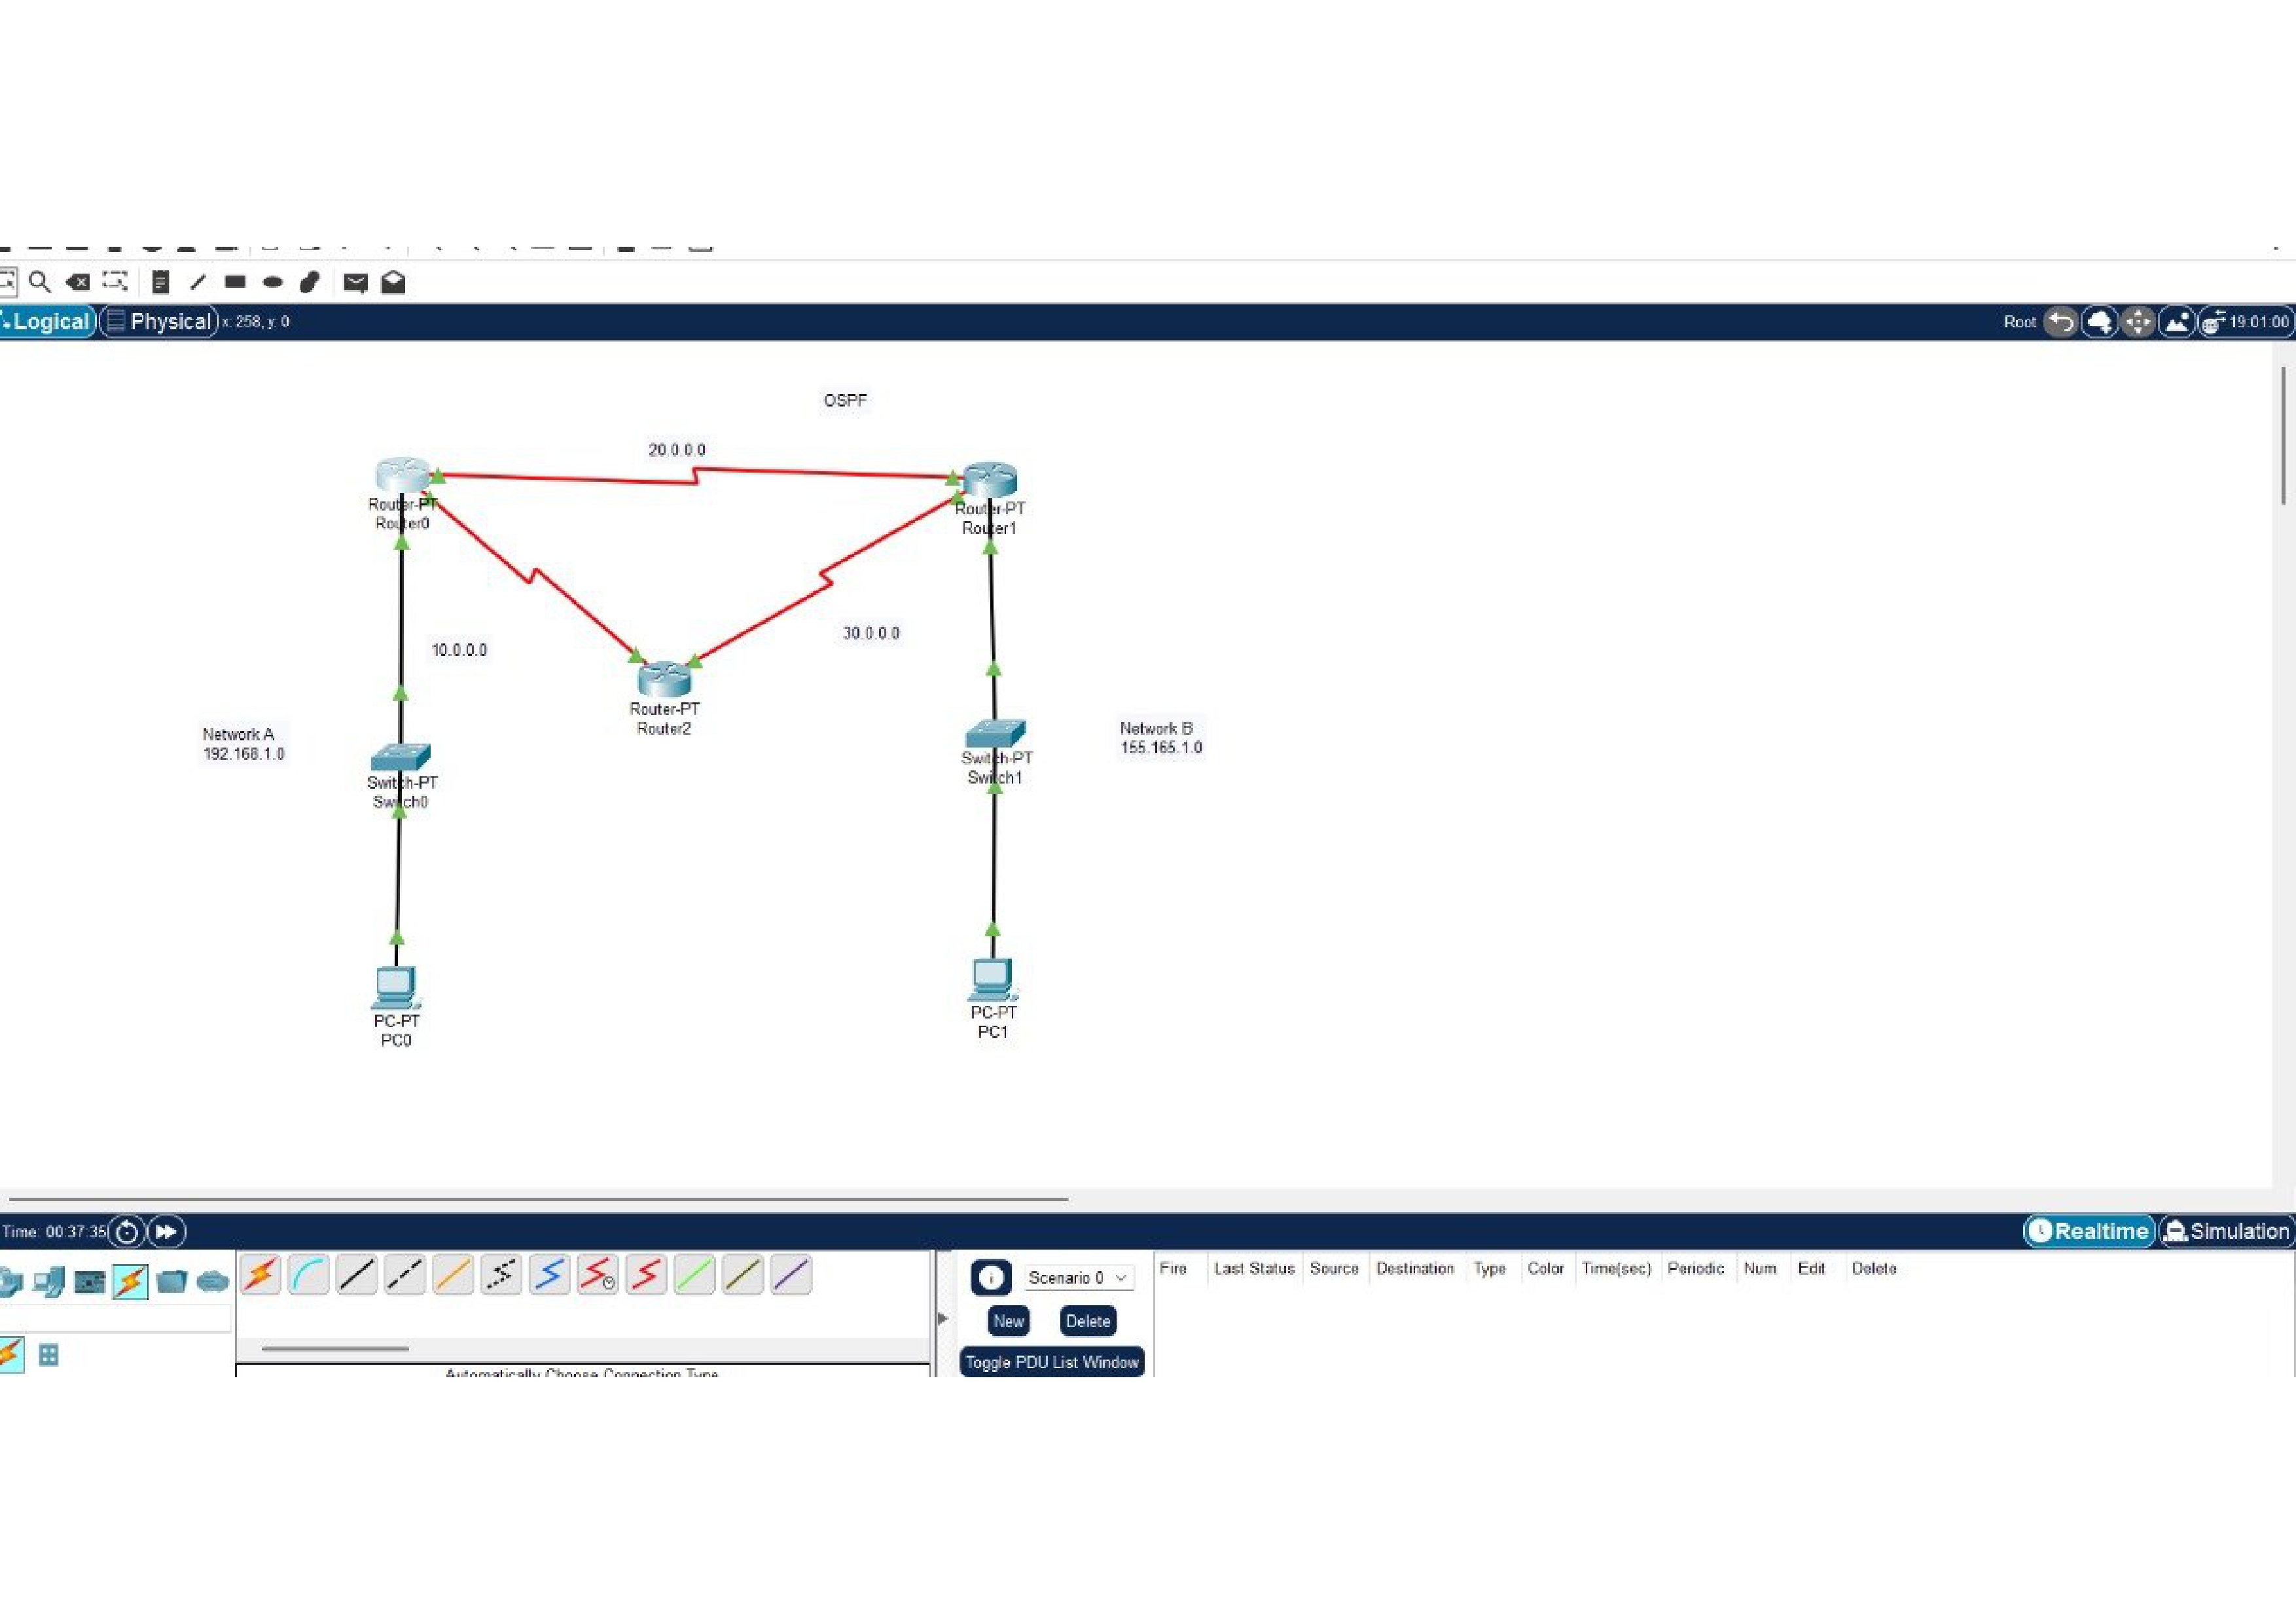 Logical
Physical
x: 258, y: 0
Root
19:01:00
OSPF
20.0.0.0
Router-PT
Router0
Router-PT
Router1
10.0.0.0
30.0.0.0
Router-PT
Router2
Network A
192.168.1.0
Network B
155.165.1.0
Switch-PT
Switch0
Switch-PT
Switch1
PC-PT
PC0
PC-PT
PC1
Time: 00:37:35
Realtime
Simulation
Scenario 0
New
Delete
Toggle PDU List Window
Fire Last Status Source Destination Type Color Time(sec) Periodic Num Edit Delete
Automatically Choose Connection Type